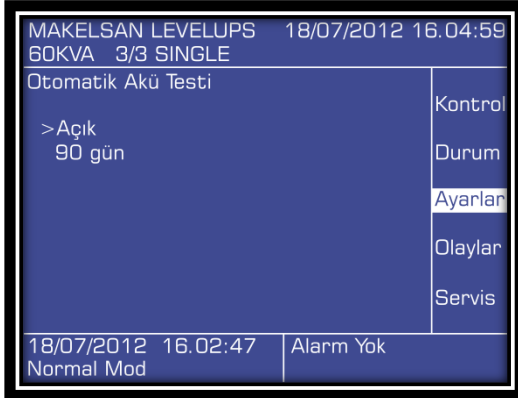 MAKELSAN LEVELUPS 18/07/2012 16.04:59
60KVA 3/3 SINGLE
Otomatik Akü Testi
>Açık
90 gün
Kontrol
Durum
Ayarlar
Olaylar
Servis
18/07/2012 16.02:47
Normal Mod
Alarm Yok